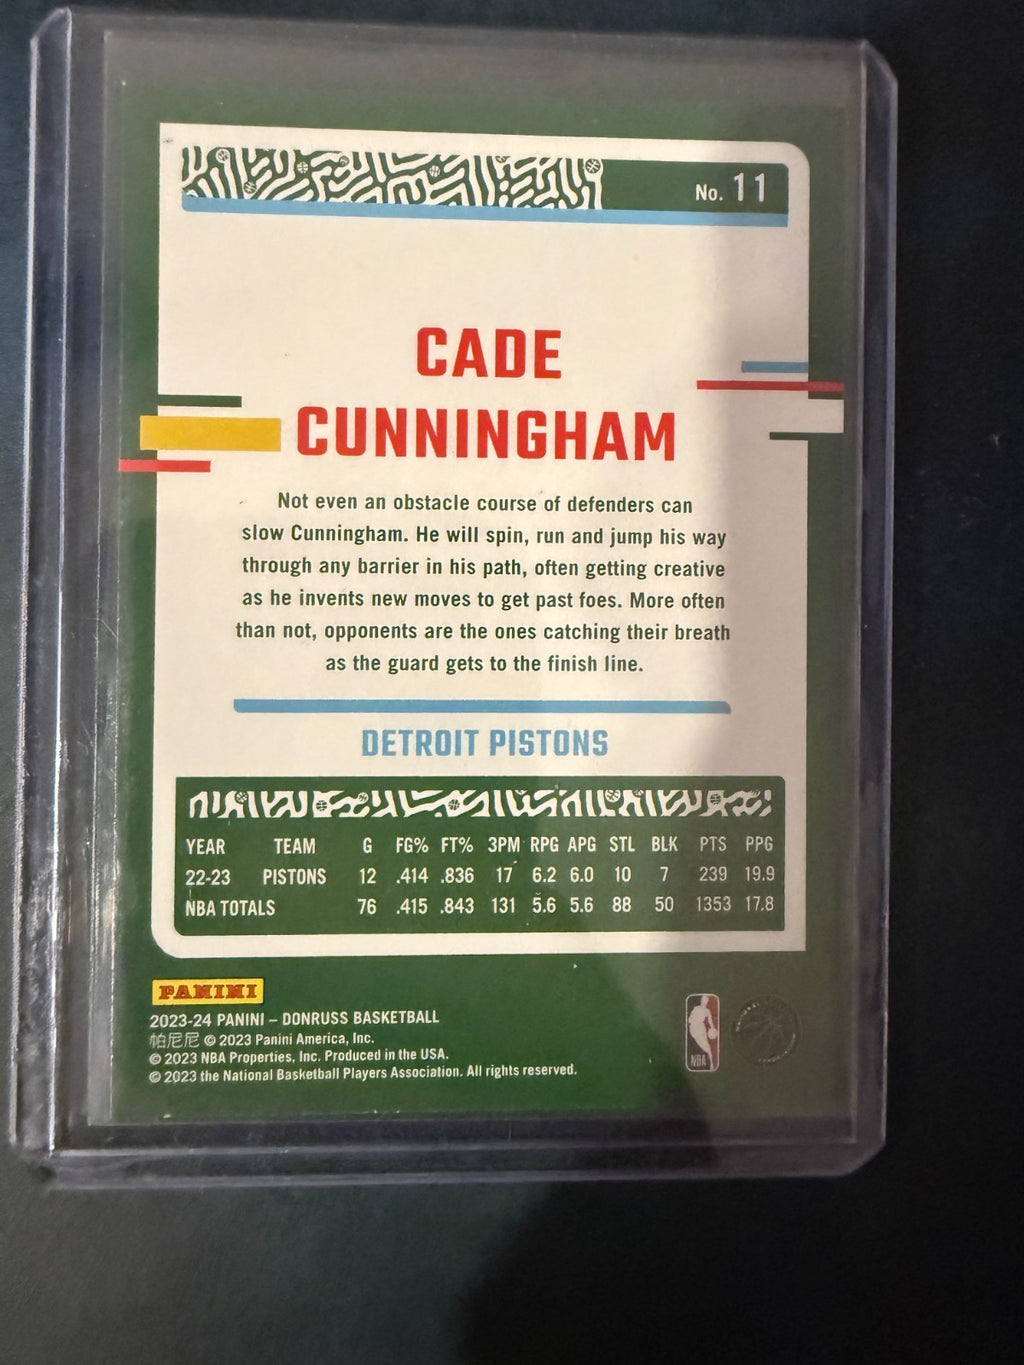 No. 11
CADE
CUNNINGHAM
Not even an obstacle course of defenders can
slow Cunningham. He will spin, run and jump his way
through any barrier in his path, often getting creative
as he invents new moves to get past foes. More often
than not, opponents are the ones catching their breath
as the guard gets to the finish line.
DETROIT PISTONS
YEAR TEAM G FG% FT% 3PM RPG APG STL BLK PTS PPG
22-23 PISTONS 12 .414 .836 17 6.2 6.0 10 7 239 19.9
NBA TOTALS 76 .415 .843 131 5.6 5.6 88 50 1353 17.8
PANINI
2023-24 PANINI – DONRUSS BASKETBALL
帕尼尼 © 2023 Panini America, Inc.
© 2023 NBA Properties, Inc. Produced in the USA.
© 2023 the National Basketball Players Association. All rights reserved.
NBA